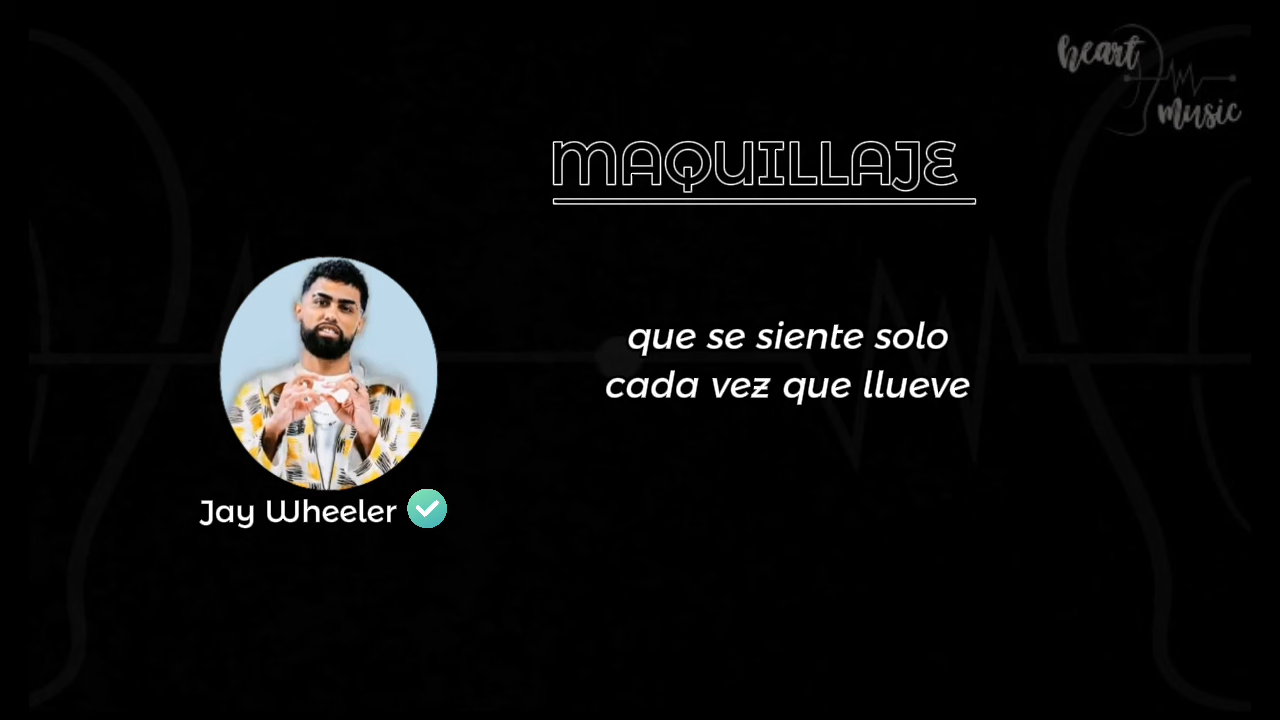 heart
music
MAQUILLAJE
que se siente solo
cada vez que llueve
Jay Wheeler